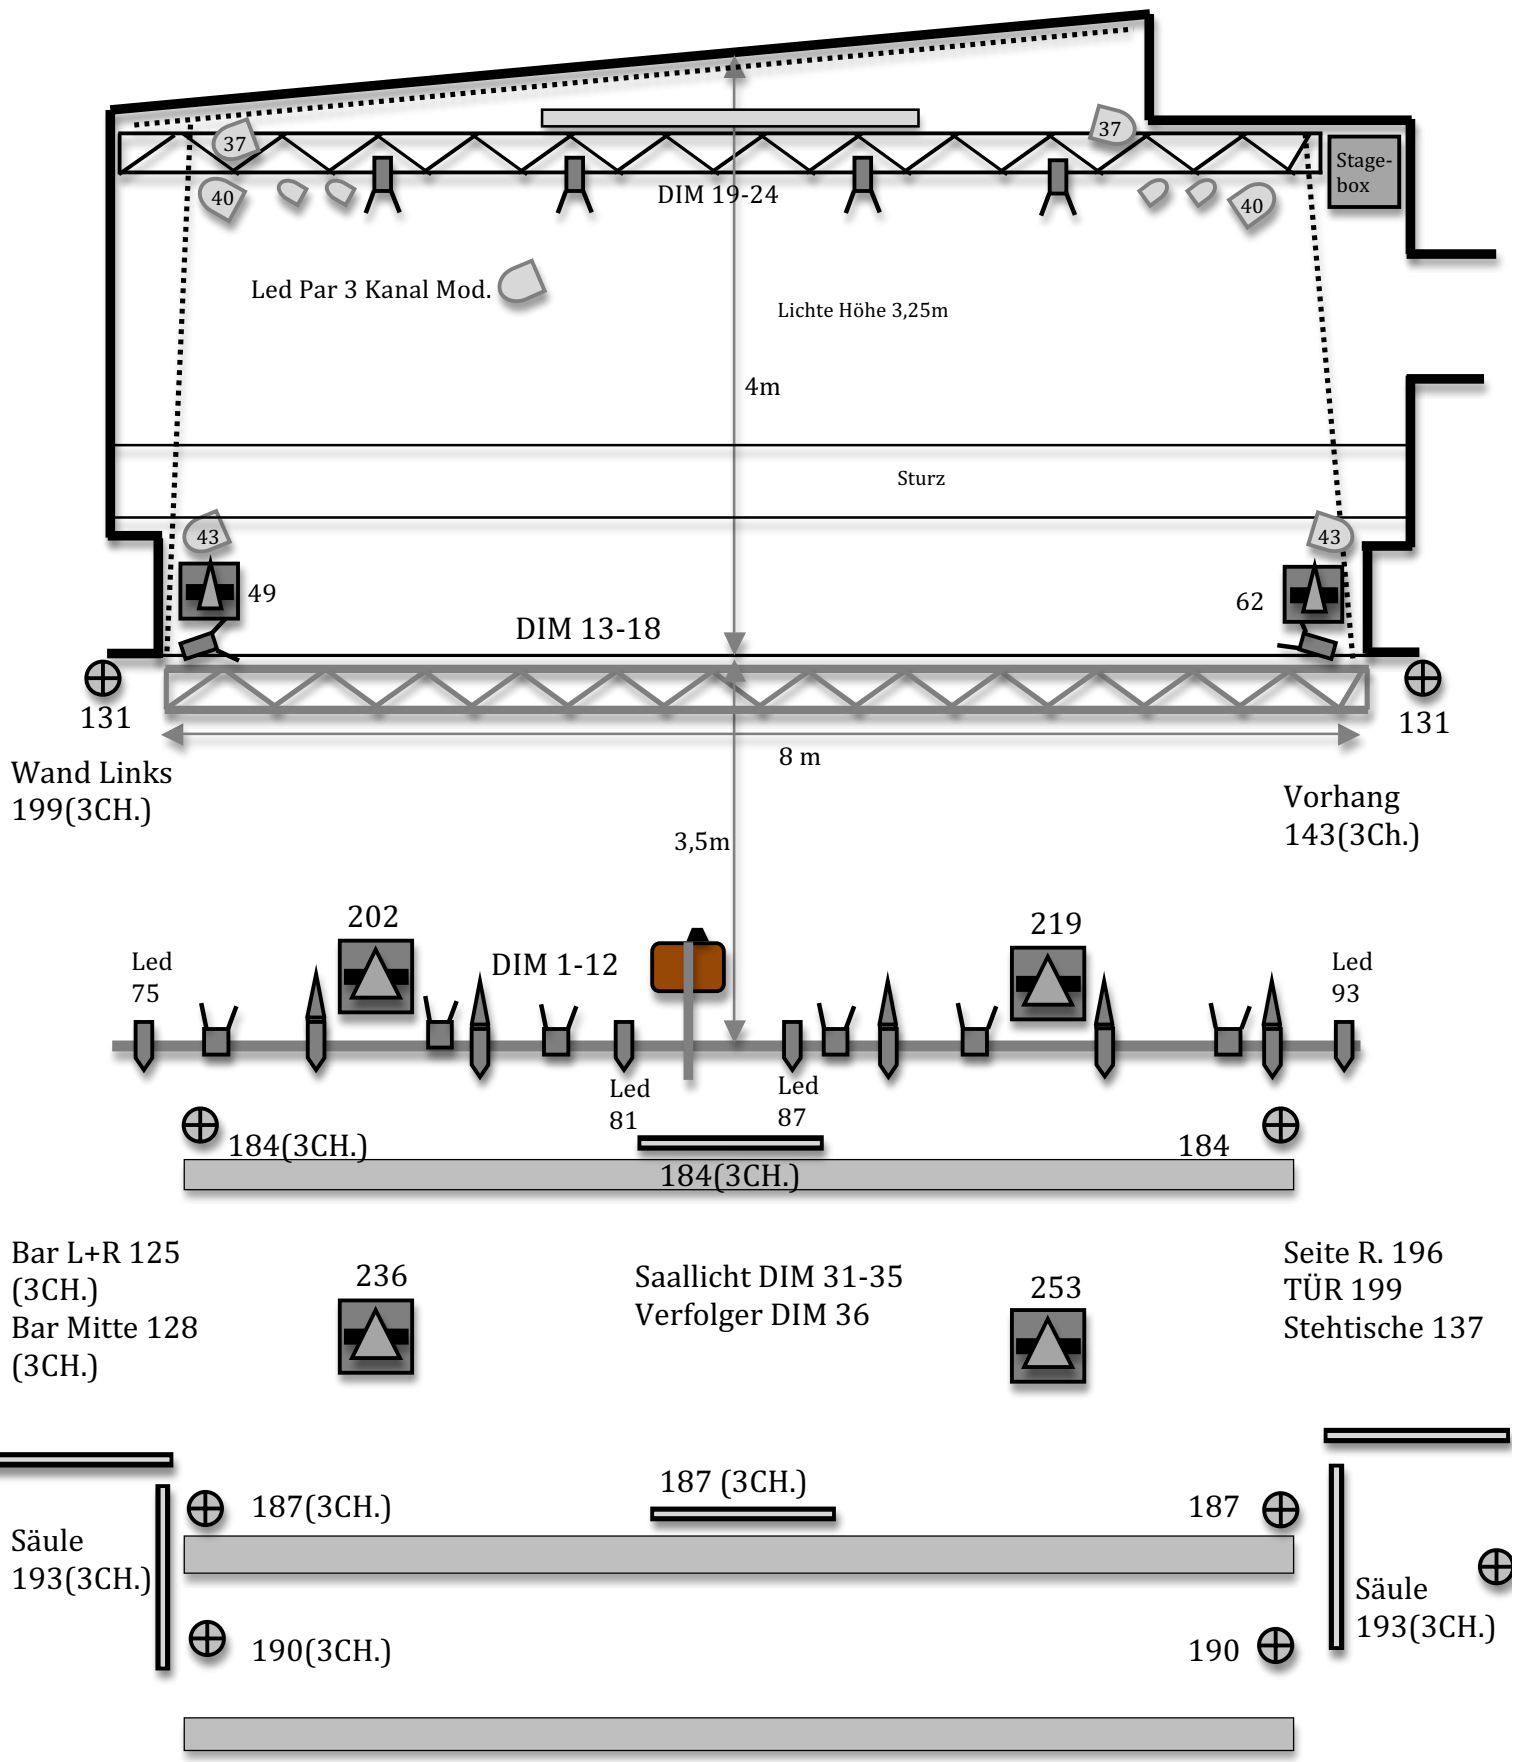 37
37
Stage-
box
40
DIM 19-24
40
Led Par 3 Kanal Mod.
Lichte Höhe 3,25m
4m
Sturz
43
43
49
62
DIM 13-18
131
131
8 m
Wand Links
199(3CH.)
Vorhang
143(3Ch.)
3,5m
202
219
Led
75
DIM 1-12
Led
93
Led
81
Led
87
184(3CH.)
184
184(3CH.)
Bar L+R 125
(3CH.)
Bar Mitte 128
(3CH.)
236
Saallicht DIM 31-35
Verfolger DIM 36
253
Seite R. 196
TÜR 199
Stehtische 137
187 (3CH.)
187(3CH.)
187
Säule
193(3CH.)
Säule
193(3CH.)
190(3CH.)
190